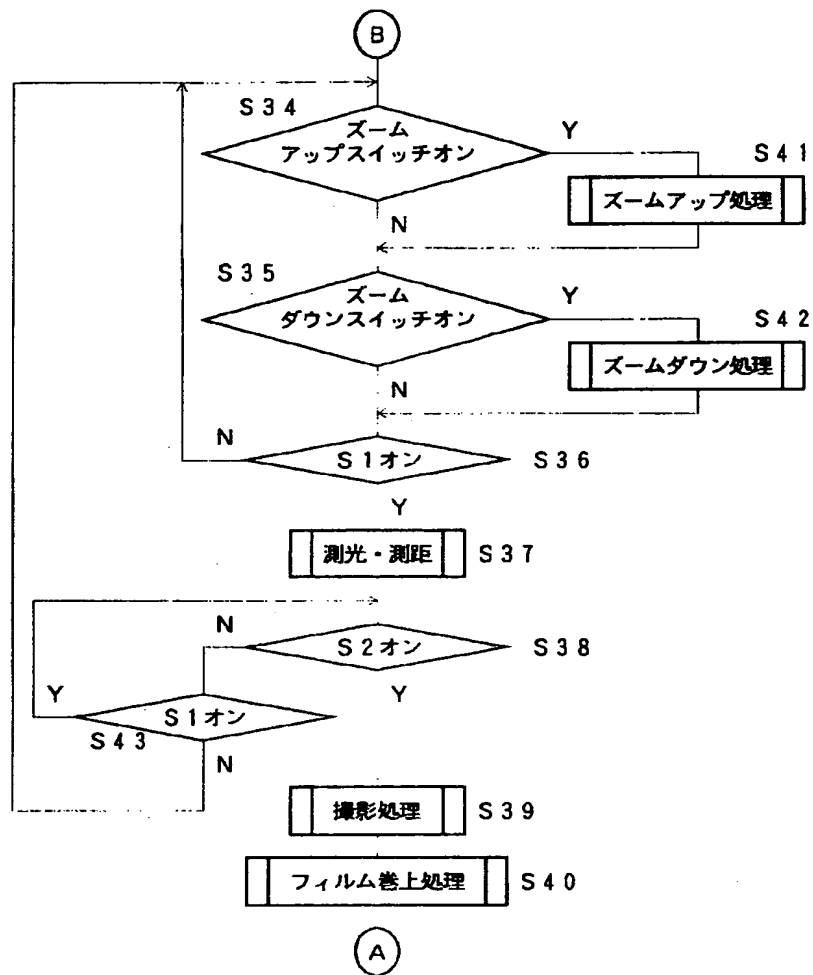 B
S34
ズーム
アップスイッチオン
Y
S41
ズームアップ処理
N
S35
ズーム
ダウンスイッチオン
Y
S42
ズームダウン処理
N
N
S1オン
S36
Y
測光・測距
S37
N
S2オン
S38
Y
Y
S1オン
S43
N
撮影処理
S39
フィルム巻上処理
S40
A